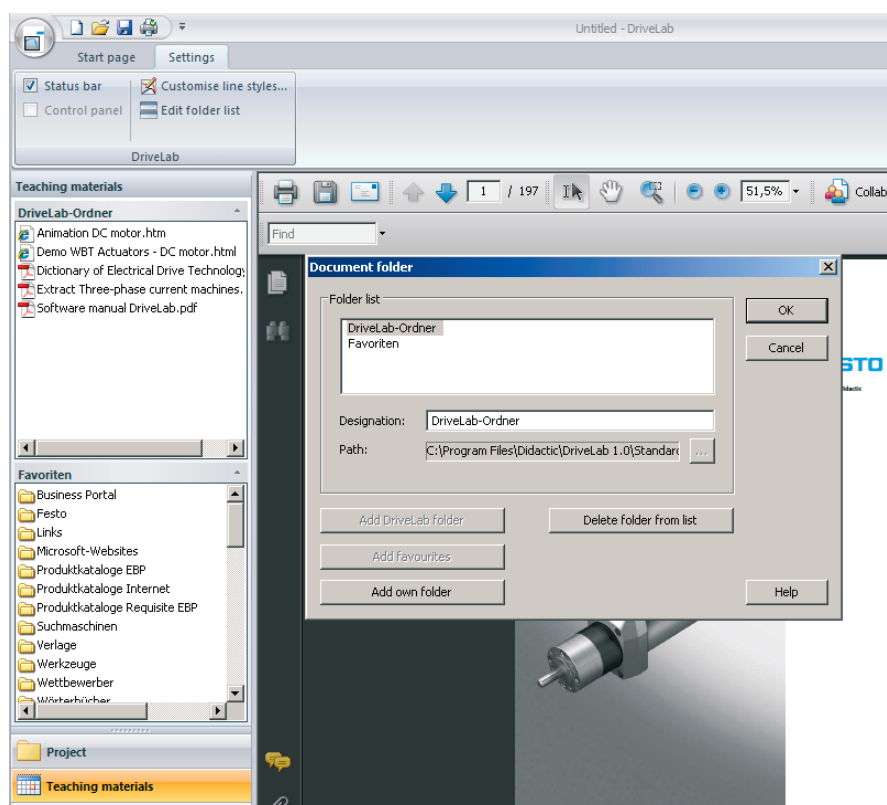 Untitled - DriveLab
Start page Settings
Status bar Customise line styles...
Control panel Edit folder list
DriveLab
Teaching materials
1 / 197 51,5% Collab
DriveLab-Ordner
Find
Animation DC motor.htm
Demo WBT Actuators - DC motor.html
Dictionary of Electrical Drive Technology
Extract Three-phase current machines.
Software manual DriveLab.pdf
Document folder
Folder list
DriveLab-Ordner
Favoriten
OK
Cancel
Designation: DriveLab-Ordner
Path: C:\Program Files\Didactic\DriveLab 1.0\Standard ...
Add DriveLab folder Delete folder from list
Add favourites
Add own folder Help
STO
Didactic
Favoriten
Business Portal
Festo
Links
Microsoft-Websites
Produktkataloge EBP
Produktkataloge Internet
Produktkataloge Requisite EBP
Suchmaschinen
Verlage
Werkzeuge
Wettbewerber
Wörterbücher
Project
Teaching materials